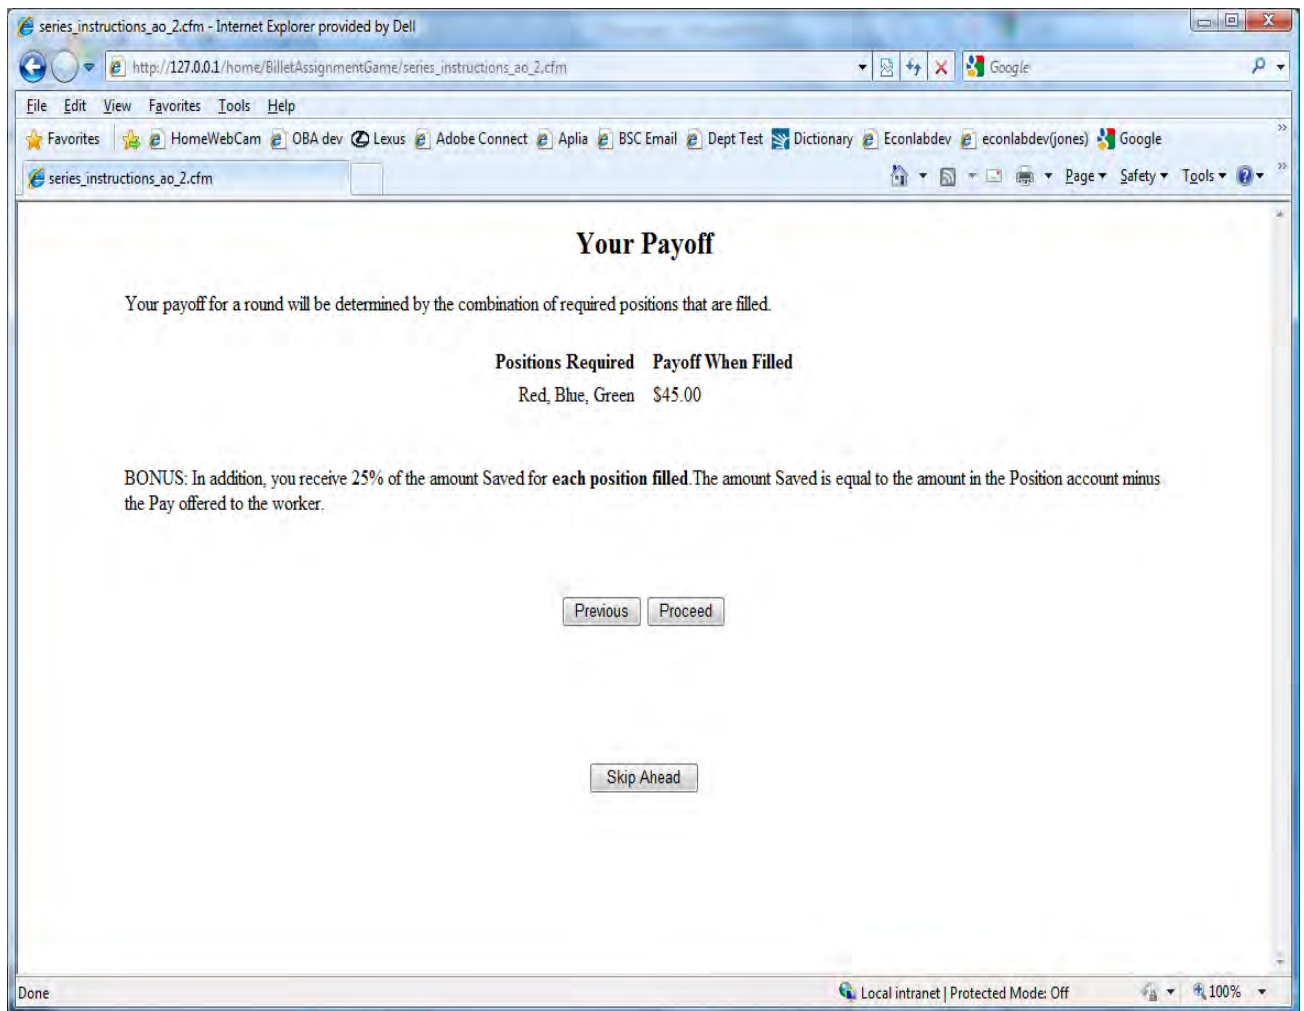 series_instructions_ao_2.cfm - Internet Explorer provided by Dell
http://127.0.0.1/home/BilletAssignmentGame/series_instructions_ao_2.cfm
Google
File Edit View Favorites Tools Help
Favorites HomeWebCam OBA dev Lexus Adobe Connect Aplia BSC Email Dept Test Dictionary Econlabdev econlabdev(jones) Google
series_instructions_ao_2.cfm
Page Safety Tools
Your Payoff
Your payoff for a round will be determined by the combination of required positions that are filled.
Positions Required Payoff When Filled
Red, Blue, Green $45.00
BONUS: In addition, you receive 25% of the amount Saved for each position filled.The amount Saved is equal to the amount in the Position account minus
the Pay offered to the worker.
Previous Proceed
Skip Ahead
Done Local intranet | Protected Mode: Off 100%